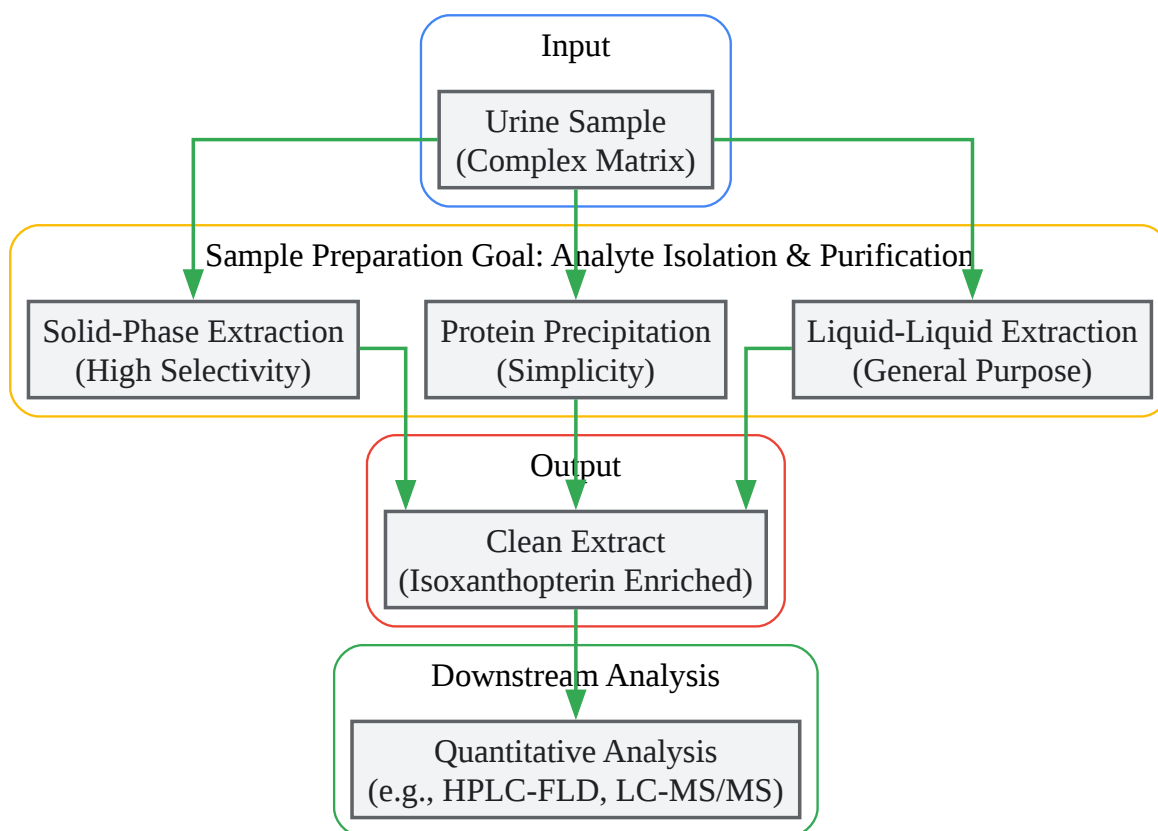 Input
Urine Sample
(Complex Matrix)
Sample Preparation Goal: Analyte Isolation & Purification
Solid-Phase Extraction
(High Selectivity)
Protein Precipitation
(Simplicity)
Liquid-Liquid Extraction
(General Purpose)
Output
Clean Extract
(Isoxanthopterin Enriched)
Downstream Analysis
Quantitative Analysis
(e.g., HPLC-FLD, LC-MS/MS)